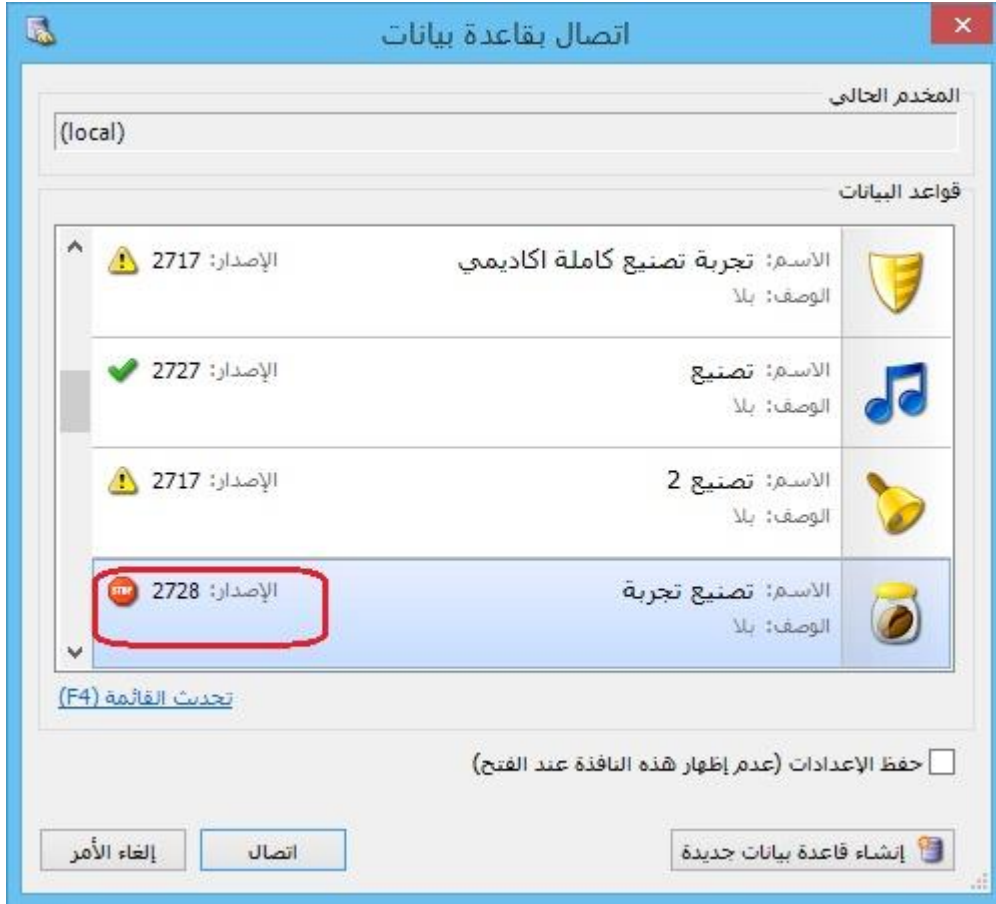 اتصال بقاعدة بيانات
المخدم الحالي
(local)
قواعد البيانات
الاسم: تجربة تصنيع كاملة اكاديمي الإصدار: 2717
الوصف: بلا
الاسم: تصنيع الإصدار: 2727
الوصف: بلا
الاسم: تصنيع 2 الإصدار: 2717
الوصف: بلا
الاسم: تصنيع تجربة الإصدار: 2728 STOP
الوصف: بلا
تحديث القائمة (F4)
حفظ الإعدادات (عدم إظهار هذه النافذة عند الفتح)
إنشاء قاعدة بيانات جديدة اتصال إلغاء الأمر